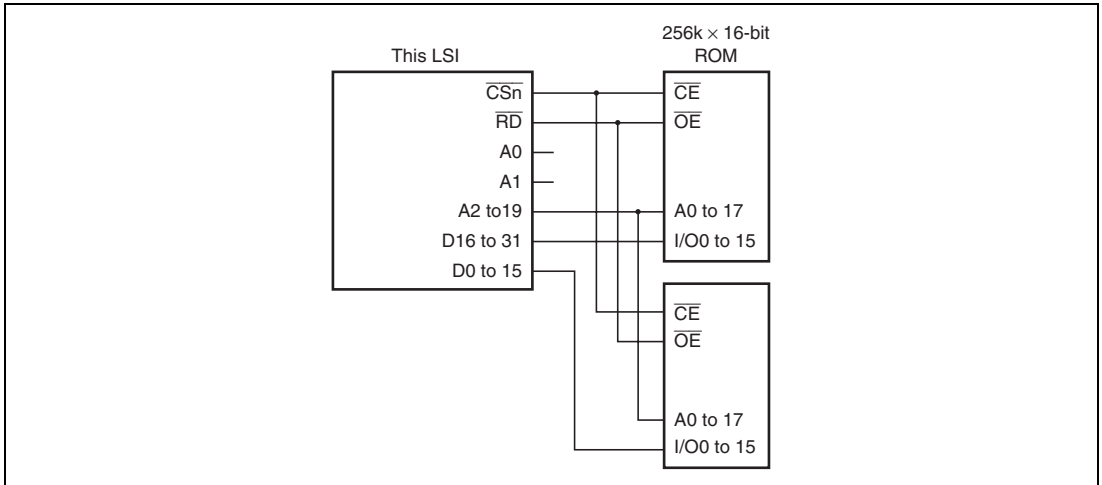 256k × 16-bit
ROM
This LSI
CSn
RD
A0
A1
A2 to19
D16 to 31
D0 to 15
CE
OE
A0 to 17
I/O0 to 15
CE
OE
A0 to 17
I/O0 to 15